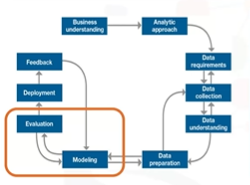 Business
understanding
Analytic
approach
Feedback
Data
requirements
Deployment
Data
collection
Evaluation
Data
understanding
Modeling
Data
preparation